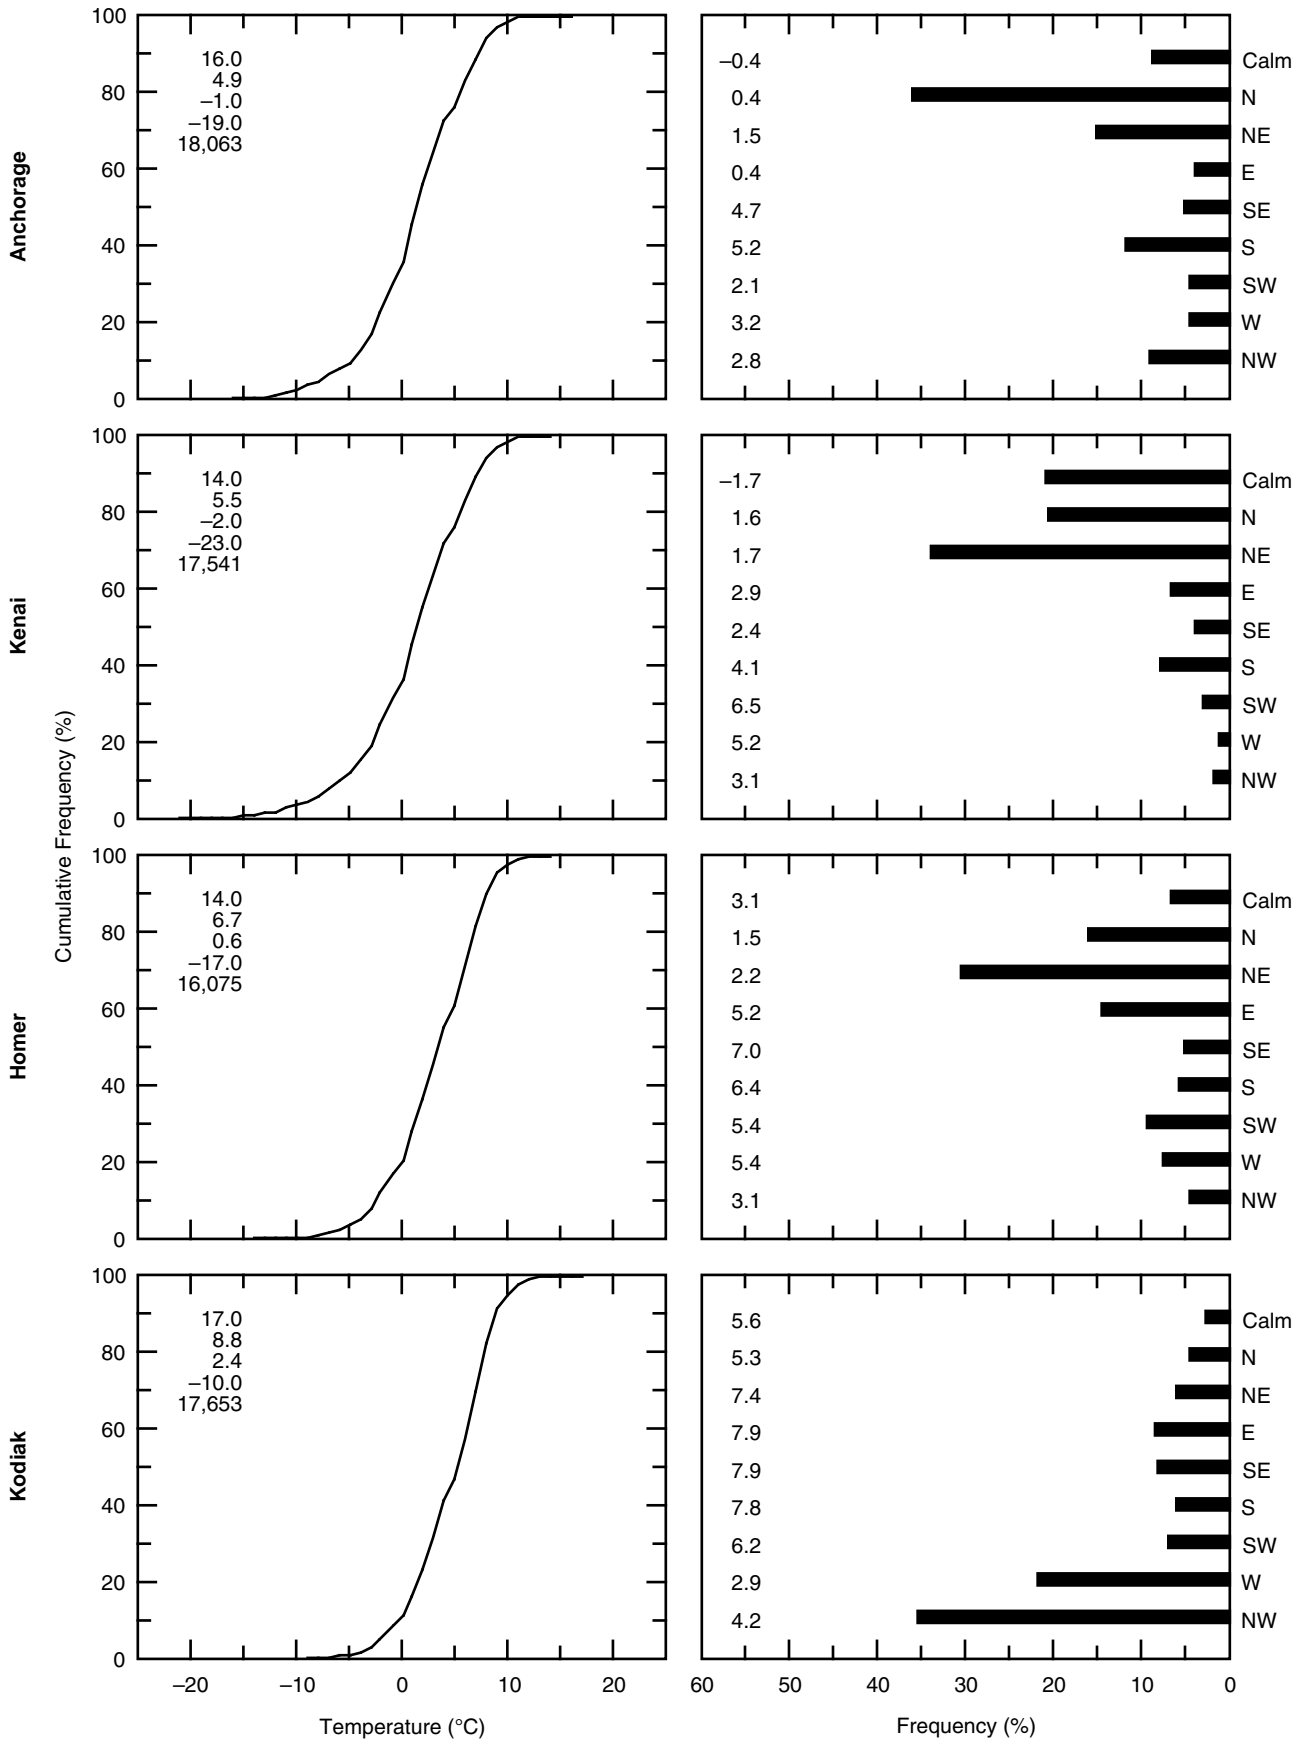 Anchorage
100
80
60
40
20
0
16.0
4.9
–1.0
–19.0
18,063
–0.4 Calm
0.4 N
1.5 NE
0.4 E
4.7 SE
5.2 S
2.1 SW
3.2 W
2.8 NW
Kenai
100
80
60
40
20
0
14.0
5.5
–2.0
–23.0
17,541
–1.7 Calm
1.6 N
1.7 NE
2.9 E
2.4 SE
4.1 S
6.5 SW
5.2 W
3.1 NW
Cumulative Frequency (%)
Homer
100
80
60
40
20
0
14.0
6.7
0.6
–17.0
16,075
3.1 Calm
1.5 N
2.2 NE
5.2 E
7.0 SE
6.4 S
5.4 SW
5.4 W
3.1 NW
Kodiak
100
80
60
40
20
0
17.0
8.8
2.4
–10.0
17,653
5.6 Calm
5.3 N
7.4 NE
7.9 E
7.9 SE
7.8 S
6.2 SW
2.9 W
4.2 NW
–20 –10 0 10 20
60 50 40 30 20 10 0
Temperature (°C)
Frequency (%)